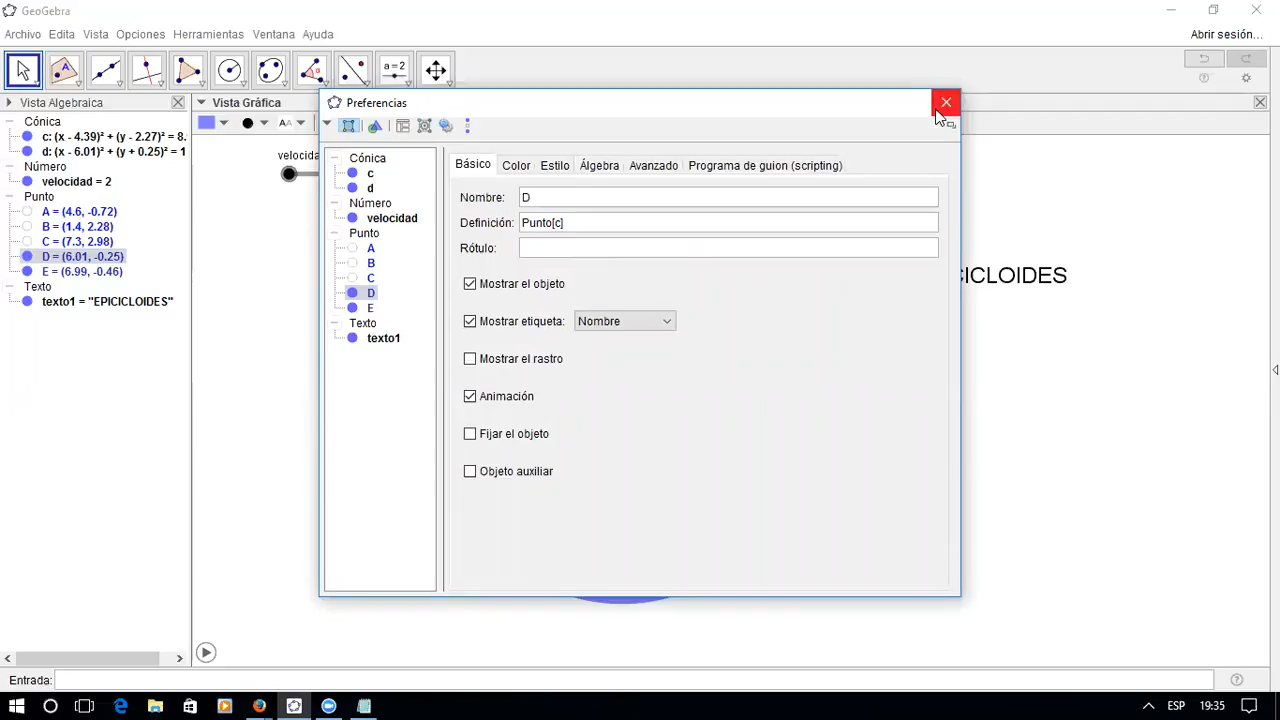 GeoGebra
Archivo Edita Vista Opciones Herramientas Ventana Ayuda
Abrir sesión...
Vista Algebraica
Vista Gráfica
Preferencias
Cónica
c: (x - 4.39)² + (y - 2.27)² = 8.
d: (x - 6.01)² + (y + 0.25)² = 1
Número
velocidad = 2
Punto
A = (4.6, -0.72)
B = (1.4, 2.28)
C = (7.3, 2.98)
D = (6.01, -0.25)
E = (6.99, -0.46)
Texto
texto1 = "EPICICLOIDES"
velocida
Cónica
c
d
Número
velocidad
Punto
A
B
C
D
E
Texto
texto1
Básico Color Estilo Álgebra Avanzado Programa de guion (scripting)
Nombre: D
Definición: Punto[c]
Rótulo:
Mostrar el objeto
Mostrar etiqueta: Nombre
Mostrar el rastro
Animación
Fijar el objeto
Objeto auxiliar
CICLOIDES
Entrada:
ESP 19:35